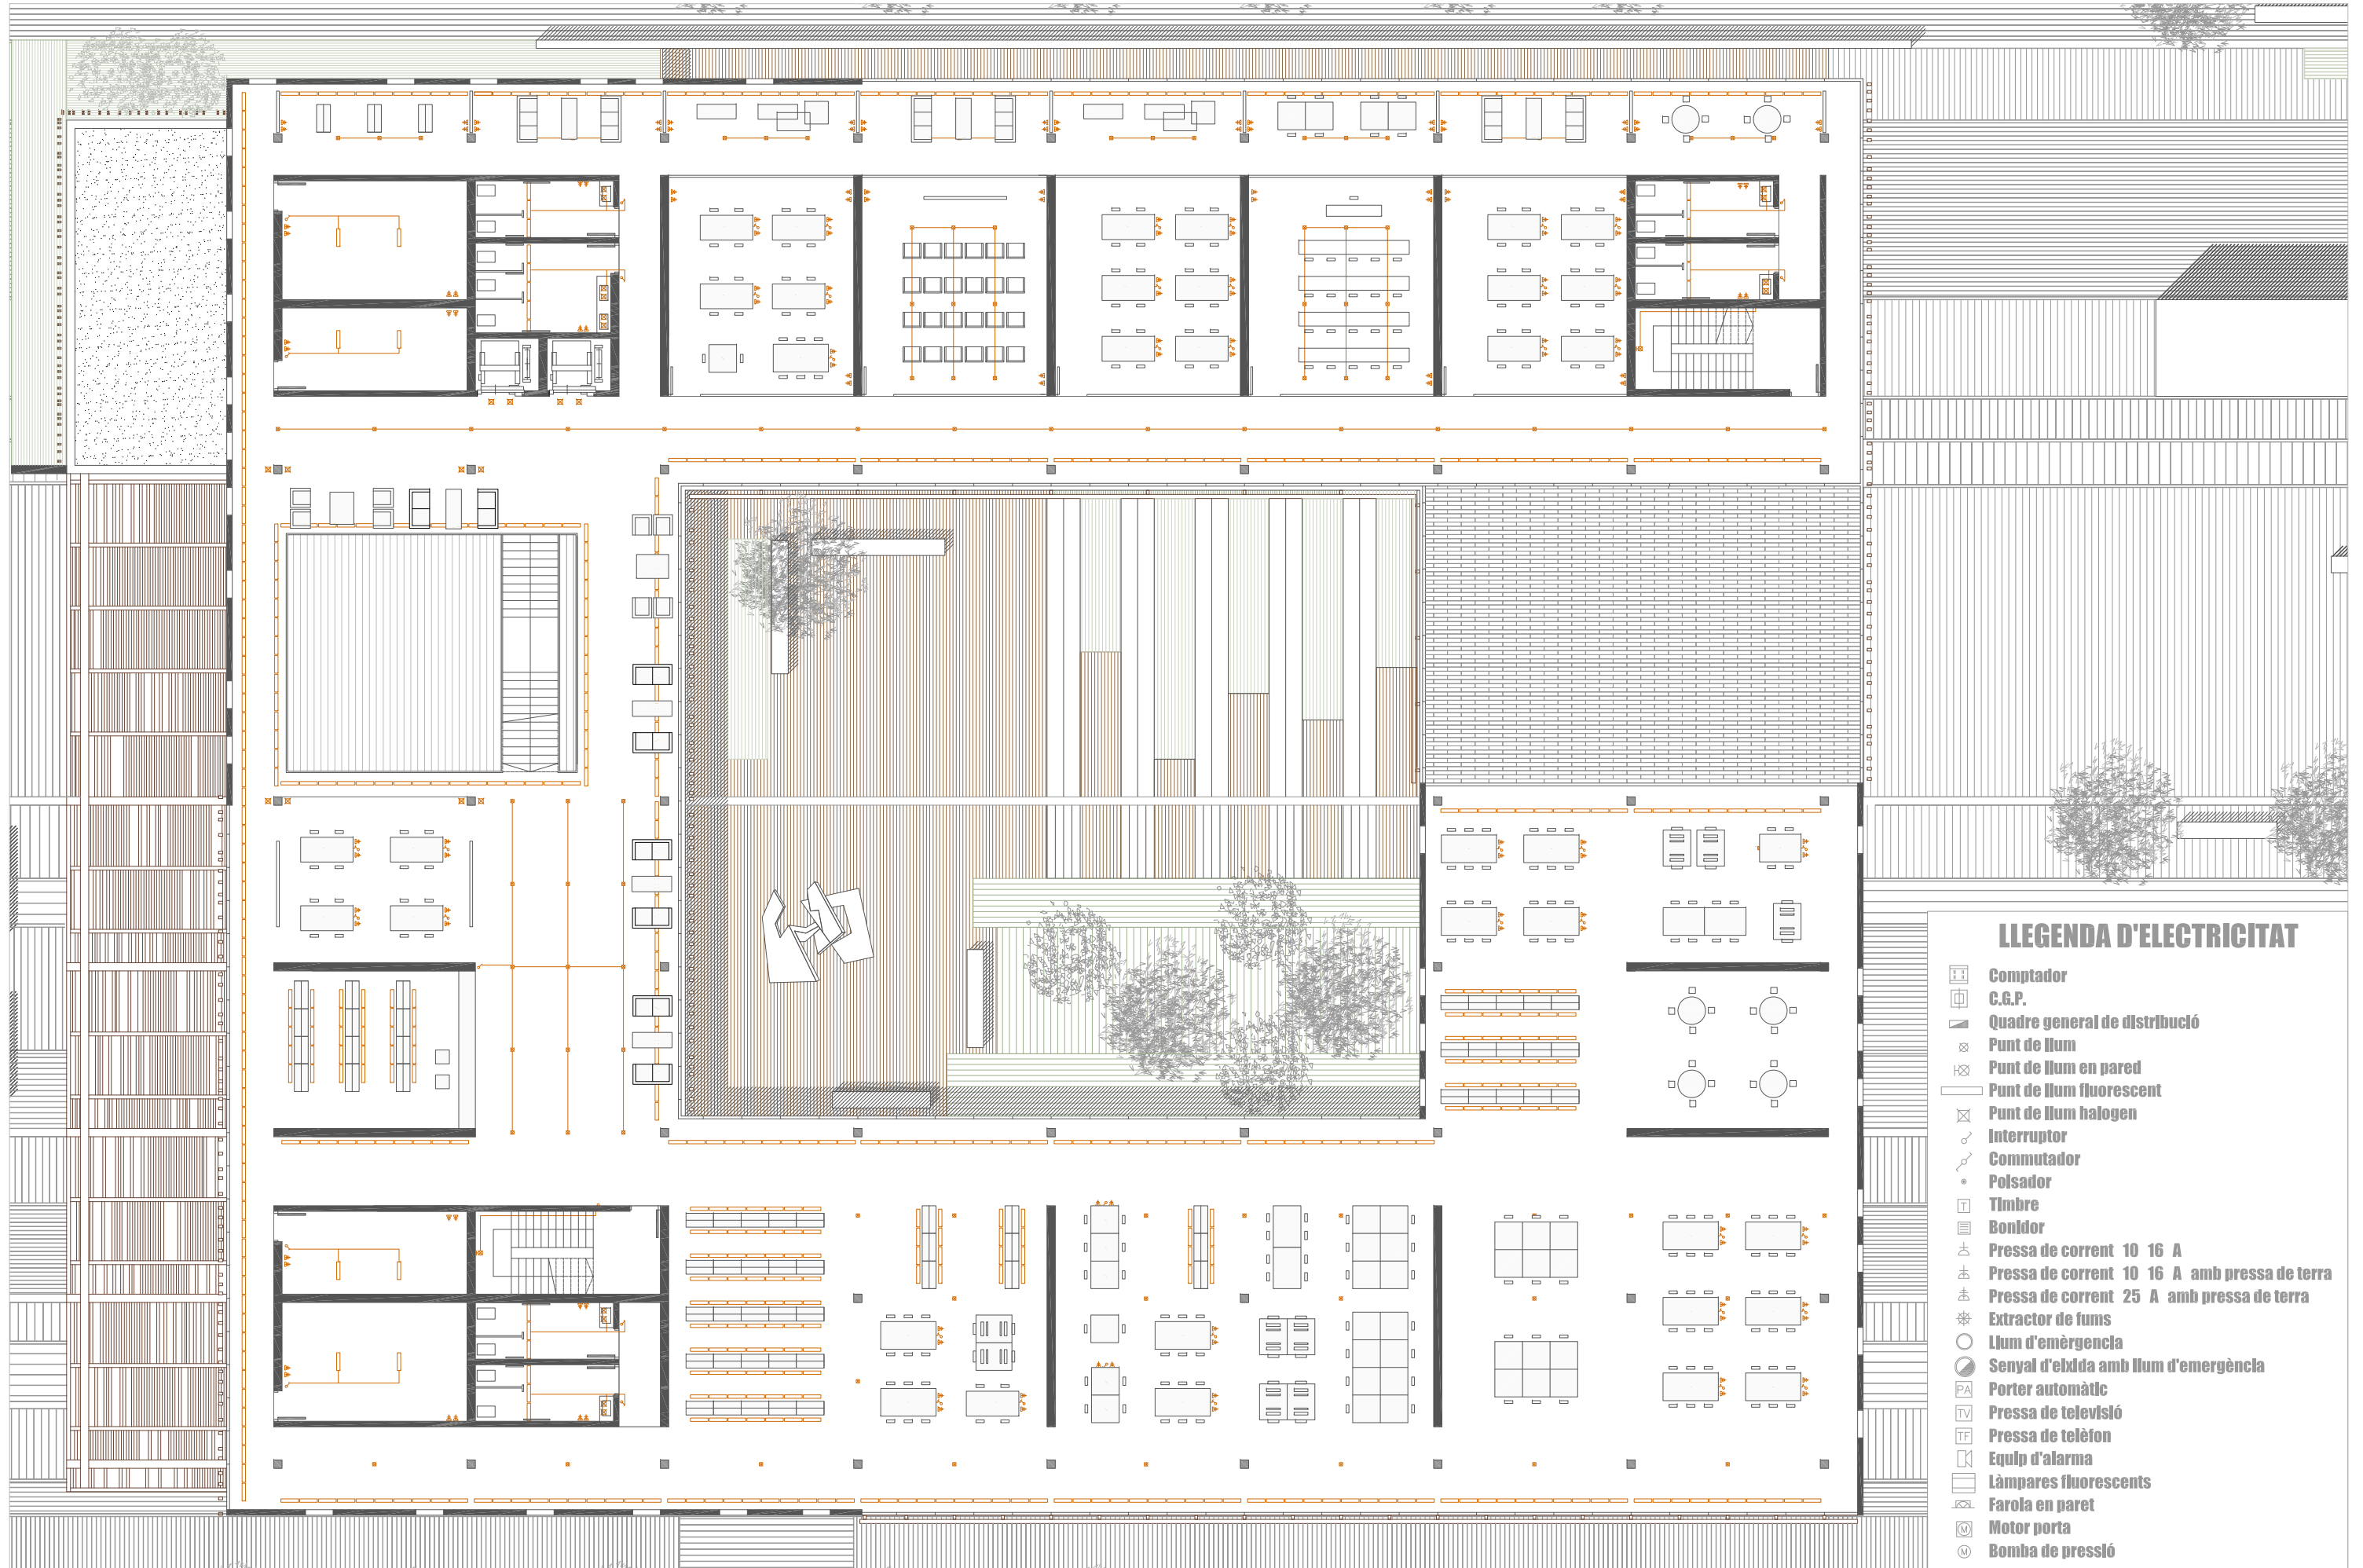 LLEGENDA D'ELECTRICITAT
Comptador
C.G.P.
Quadre general de distribució
Punt de llum
Punt de llum en pared
Punt de llum fluorescent
Punt de llum halogen
Interruptor
Commutador
Polsador
T Timbre
Bonidor
Pressa de corrent 10 16 A
Pressa de corrent 10 16 A amb pressa de terra
Pressa de corrent 25 A amb pressa de terra
Extractor de fums
Llum d'emèrgencia
Senyal d'eixida amb llum d'emergència
PA Porter automàtic
TV Pressa de televisió
TF Pressa de telèfon
Equip d'alarma
Làmpares fluorescents
Farola en paret
M Motor porta
M Bomba de pressió